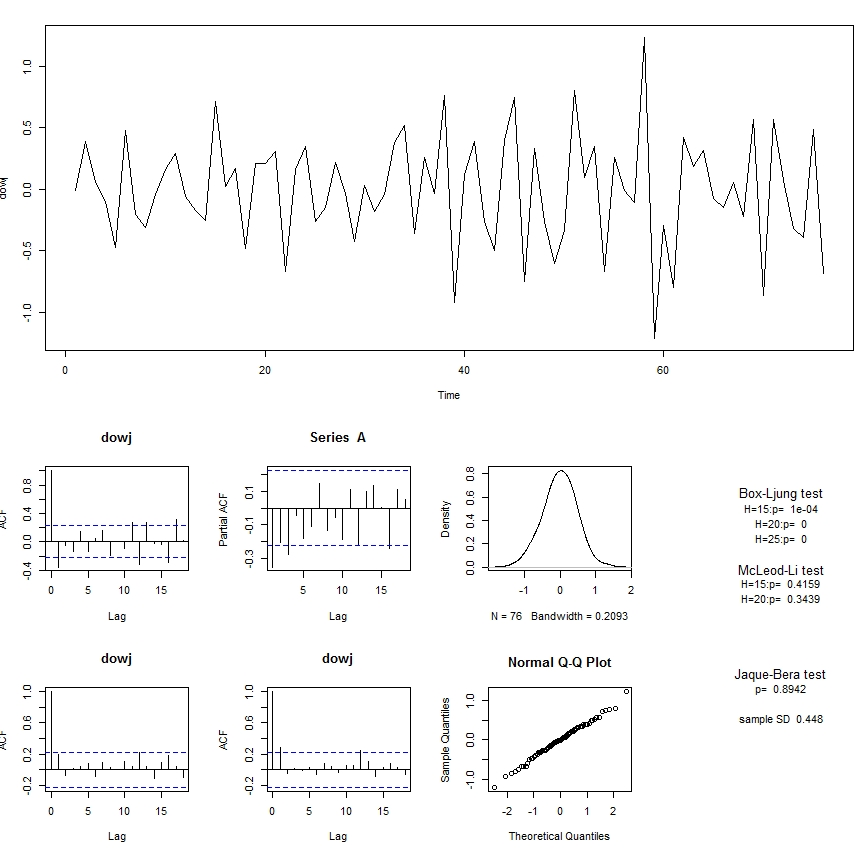 dowj
1.0
0.5
0.0
-0.5
-1.0
0 20 40 60
Time
dowj
ACF
0.8
0.4
0.0
-0.4
0 5 10 15
Lag
Series A
Partial ACF
0.1
-0.1
-0.3
0 5 10 15
Lag
Density
0.8
0.6
0.4
0.2
0.0
-1 0 1 2
N = 76 Bandwidth = 0.2093
Box-Ljung test
H=15:p= 1e-04
H=20:p= 0
H=25:p= 0
McLeod-Li test
H=15:p= 0.4159
H=20:p= 0.3439
dowj
ACF
1.0
0.6
0.2
-0.2
0 5 10 15
Lag
dowj
ACF
1.0
0.6
0.2
-0.2
0 5 10 15
Lag
Normal Q-Q Plot
Sample Quantiles
1.0
0.0
-1.0
-2 -1 0 1 2
Theoretical Quantiles
Jaque-Bera test
p= 0.8942
sample SD 0.448